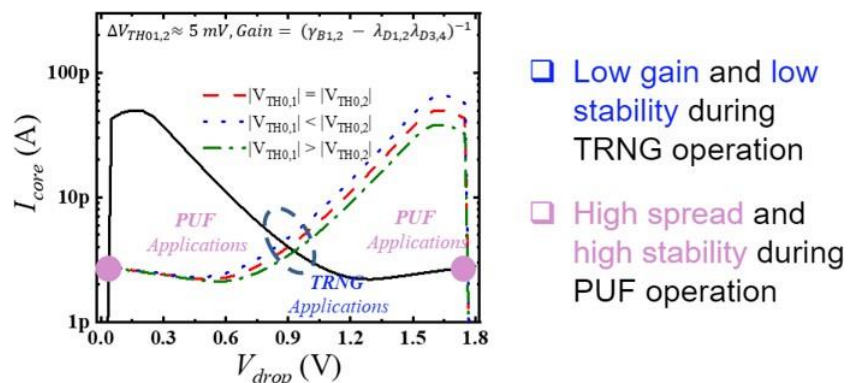 ΔV_TH01,2 ≈ 5 mV, Gain = (γ_B1,2 − λ_D1,2 λ_D3,4)^−1
100p
|V_TH0,1| = |V_TH0,2|
|V_TH0,1| < |V_TH0,2|
|V_TH0,1| > |V_TH0,2|
I_core (A)
10p
PUF
Applications
PUF
Applications
TRNG
Applications
1p
0.0 0.3 0.6 0.9 1.2 1.5 1.8
V_drop (V)
Low gain and low
stability during
TRNG operation
High spread and
high stability during
PUF operation